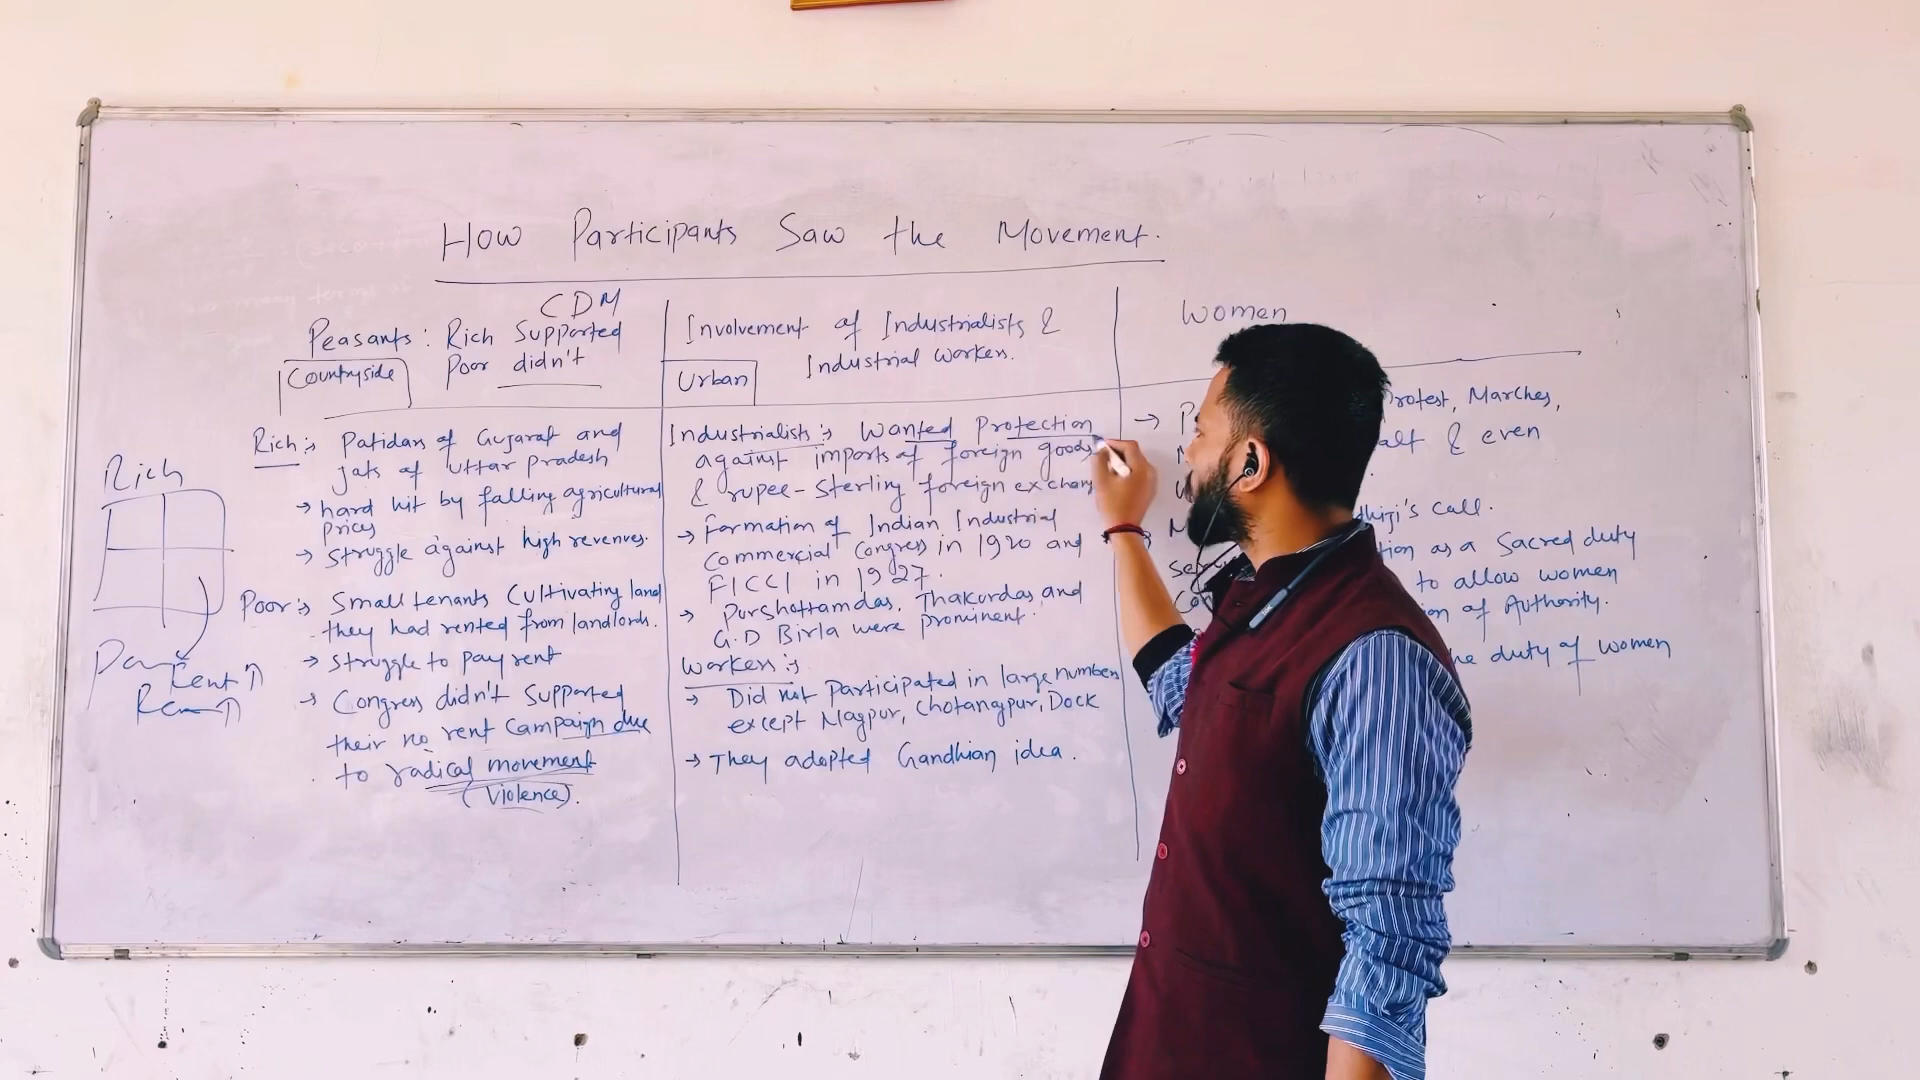 How Participants Saw the Movement.
CDM
Peasants: Rich Supported
Poor didn't
Countryside
Rich:
Patidars of Gujarat and
jats of Uttar Pradesh
→ hard hit by falling agricultural
prices
→ Struggle against high revenues.
Poor:
Small tenants Cultivating land
they had rented from landlords.
→ Struggle to pay rent
→ Congress didn't Supported
their no rent Campaign due
to radical movement
(Violence).
Rich
Rent↑
Involvement of Industrialists &
Industrial workers.
Urban
Industrialists: Wanted Protection
against imports of foreign goods
& rupee-Sterling foreign exchang
→ Formation of Indian Industrial
Commercial Congress in 1920 and
FICCI in 1927.
→ Purshottamdas, Thakurdas, and
G.D Birla were prominent.
Workers:
→ Did not Participated in large numbers
except Nagpur, Chotangpur, Dock
→ They adopted Gandhian idea.
Women
→ Protest, Marches,
& even
call.
as a Sacred duty
to allow women
of Authority.
duty of women